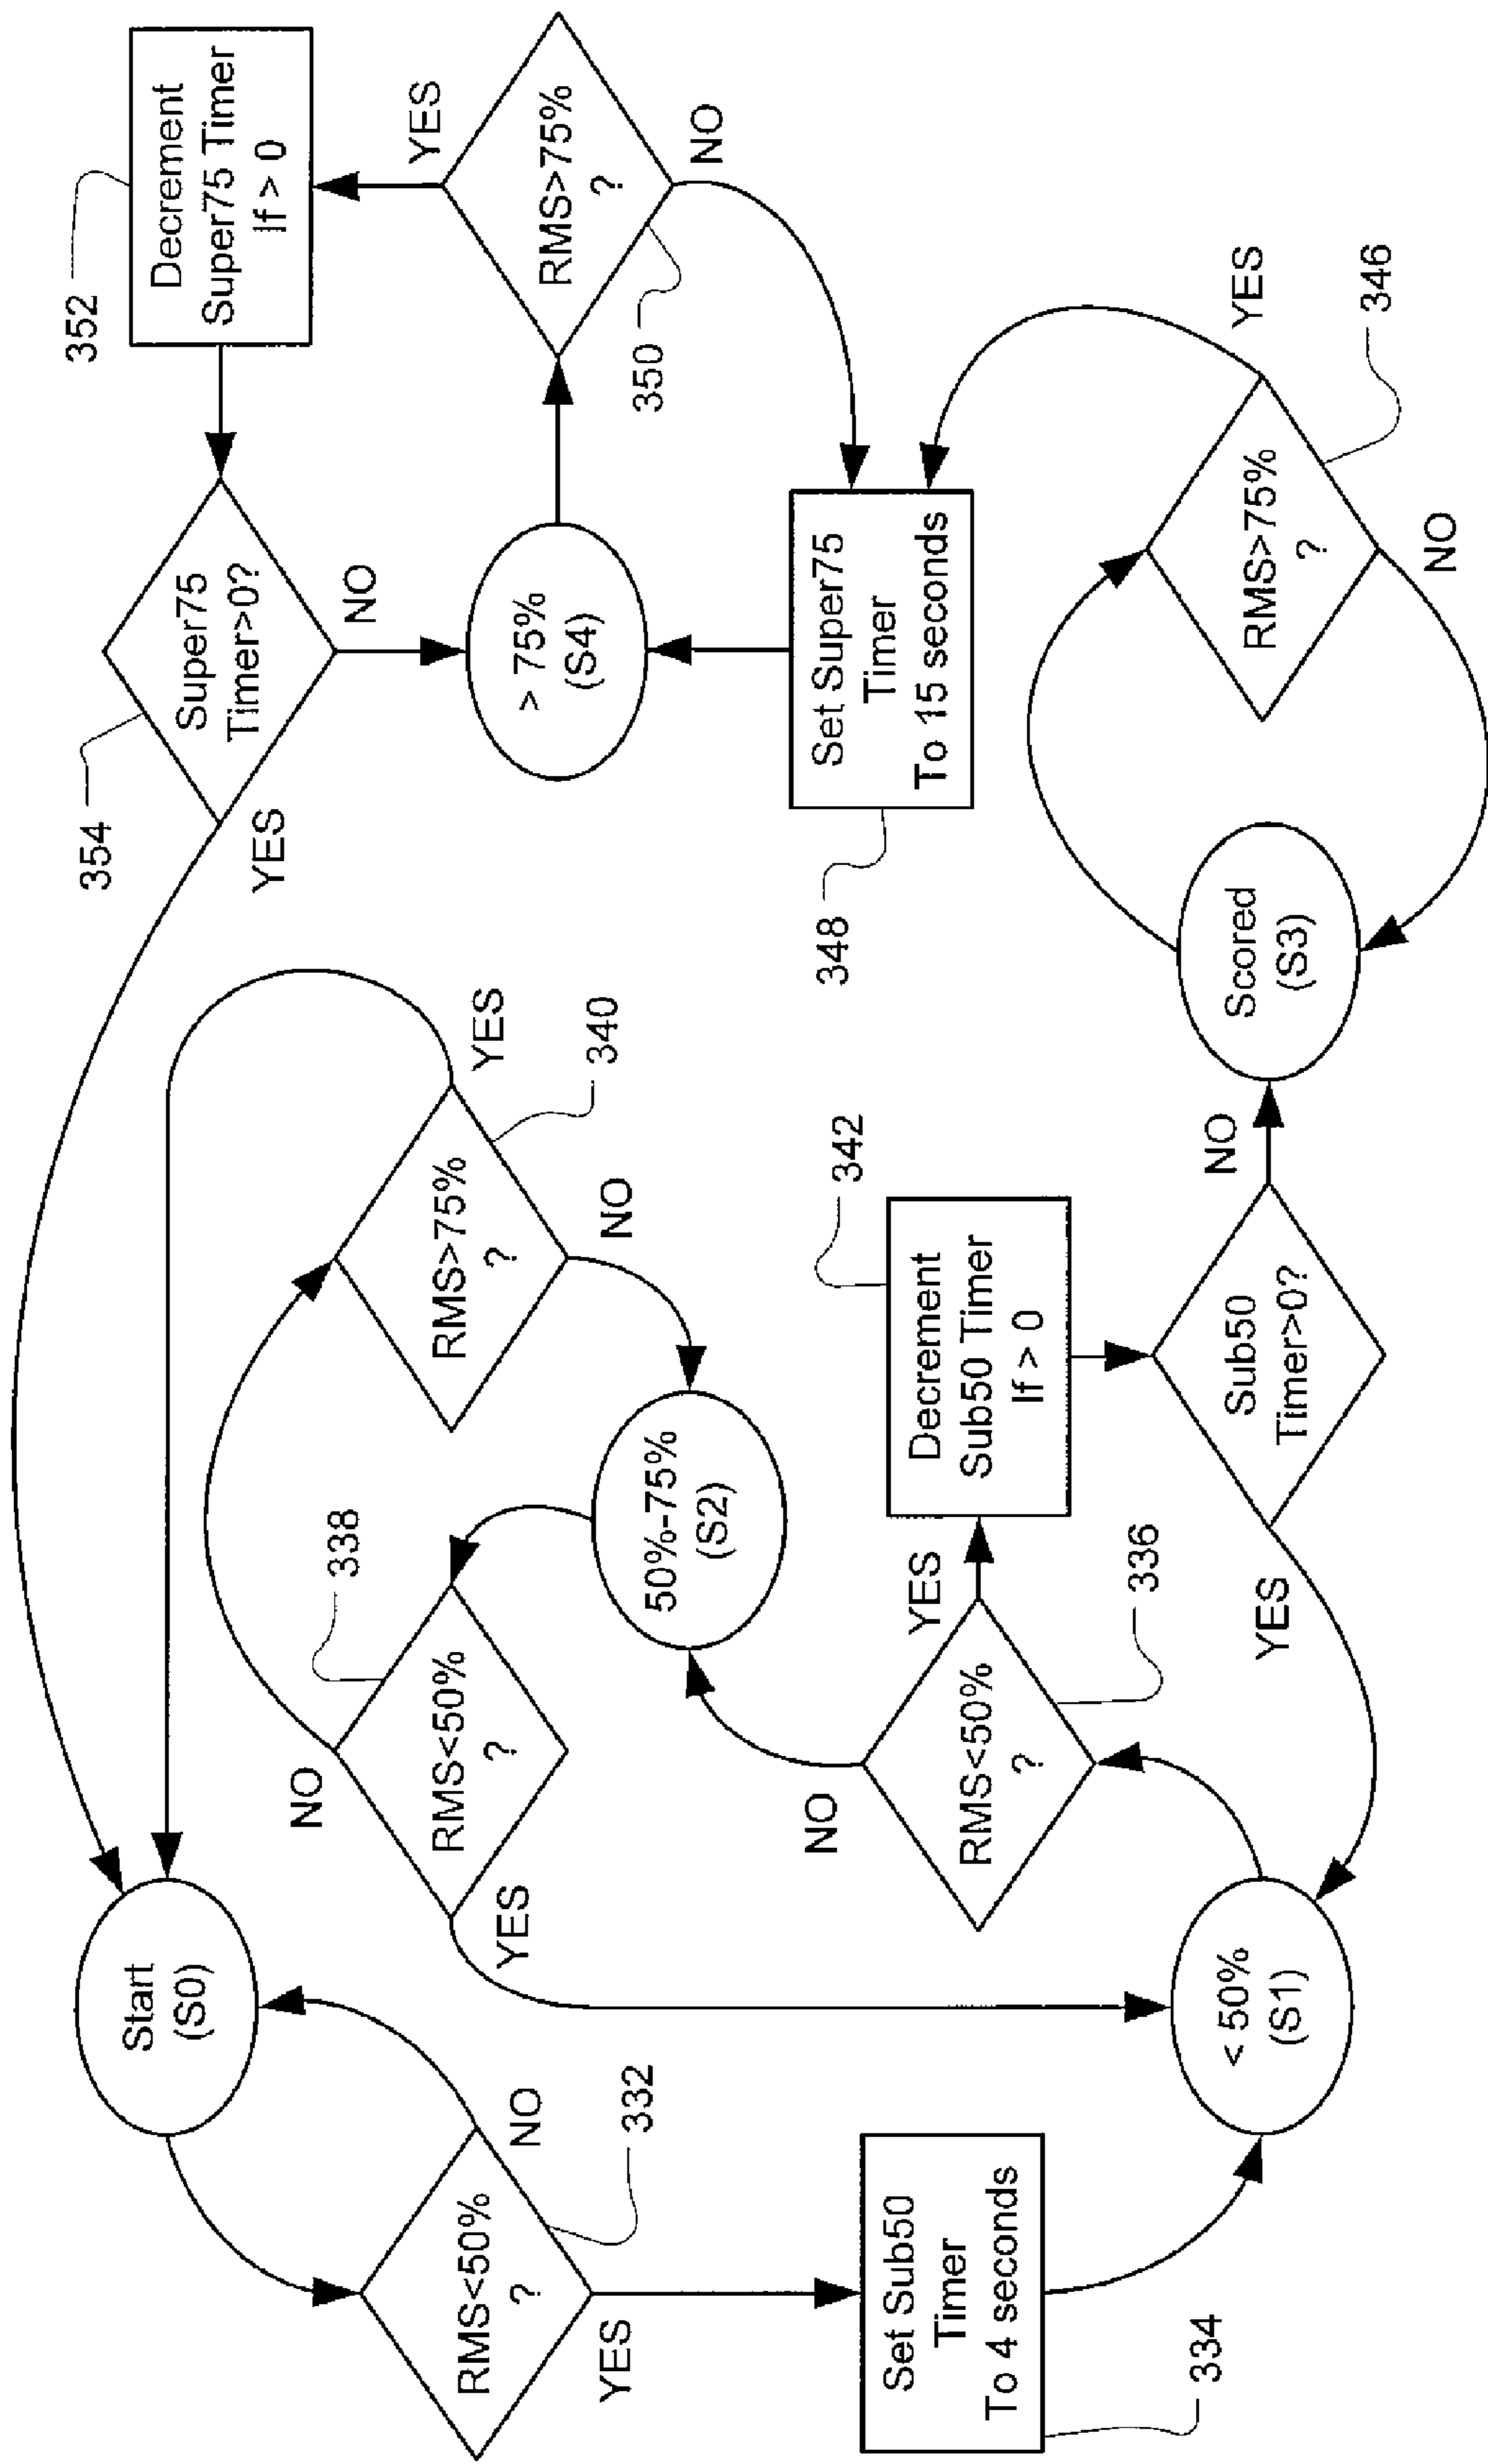 Start
(S0)
RMS<50%
?
NO
YES
332
Set Sub50
Timer
To 4 seconds
334
< 50%
(S1)
RMS<50%
?
NO
YES
336
50%-75%
(S2)
RMS<50%
?
NO
YES
338
RMS>75%
?
YES
NO
340
Decrement
Sub50 Timer
If > 0
342
Sub50
Timer>0?
YES
NO
Scored
(S3)
RMS>75%
?
YES
NO
346
Set Super75
Timer
To 15 seconds
348
> 75%
(S4)
RMS>75%
?
YES
NO
350
Decrement
Super75 Timer
If > 0
352
Super75
Timer>0?
YES
NO
354